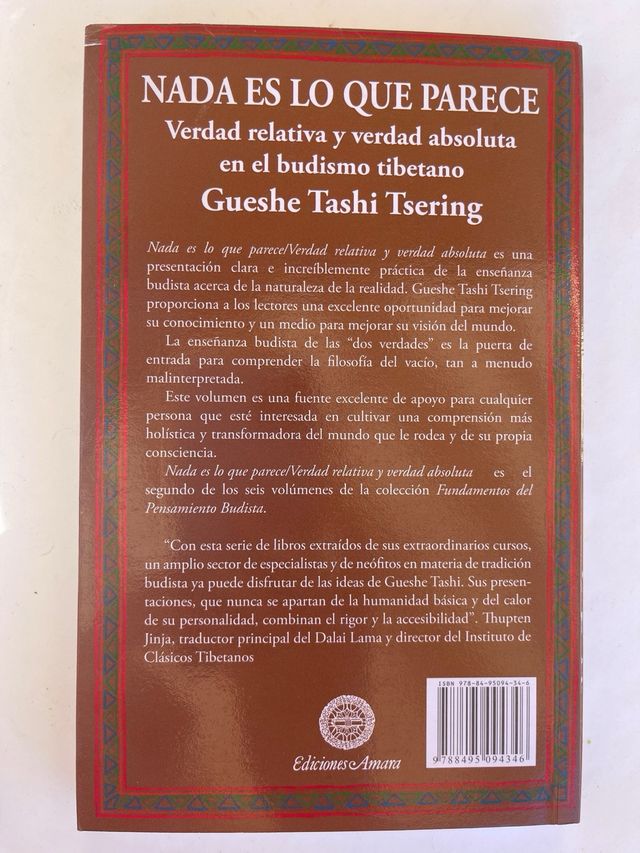 NADA ES LO QUE PARECE
Verdad relativa y verdad absoluta
en el budismo tibetano
Gueshe Tashi Tsering
Nada es lo que parece/Verdad relativa y verdad absoluta es una
presentación clara e increíblemente práctica de la enseñanza
budista acerca de la naturaleza de la realidad. Gueshe Tashi Tsering
proporciona a los lectores una excelente oportunidad para mejorar
su conocimiento y un medio para mejorar su visión del mundo.
La enseñanza budista de las “dos verdades” es la puerta de
entrada para comprender la filosofía del vacío, tan a menudo
malinterpretada.
Este volumen es una fuente excelente de apoyo para cualquier
persona que esté interesada en cultivar una comprensión más
holística y transformadora del mundo que le rodea y de su propia
consciencia.
Nada es lo que parece/Verdad relativa y verdad absoluta es el
segundo de los seis volúmenes de la colección Fundamentos del
Pensamiento Budista.
“Con esta serie de libros extraídos de sus extraordinarios cursos,
un amplio sector de especialistas y de neófitos en materia de tradición
budista ya puede disfrutar de las ideas de Gueshe Tashi. Sus presen-
taciones, que nunca se apartan de la humanidad básica y del calor
de su personalidad, combinan el rigor y la accesibilidad”. Thupten
Jinja, traductor principal del Dalai Lama y director del Instituto de
Clásicos Tibetanos
ISBN 978-84-95094-34-6
9 788495 094346
Ediciones Amara